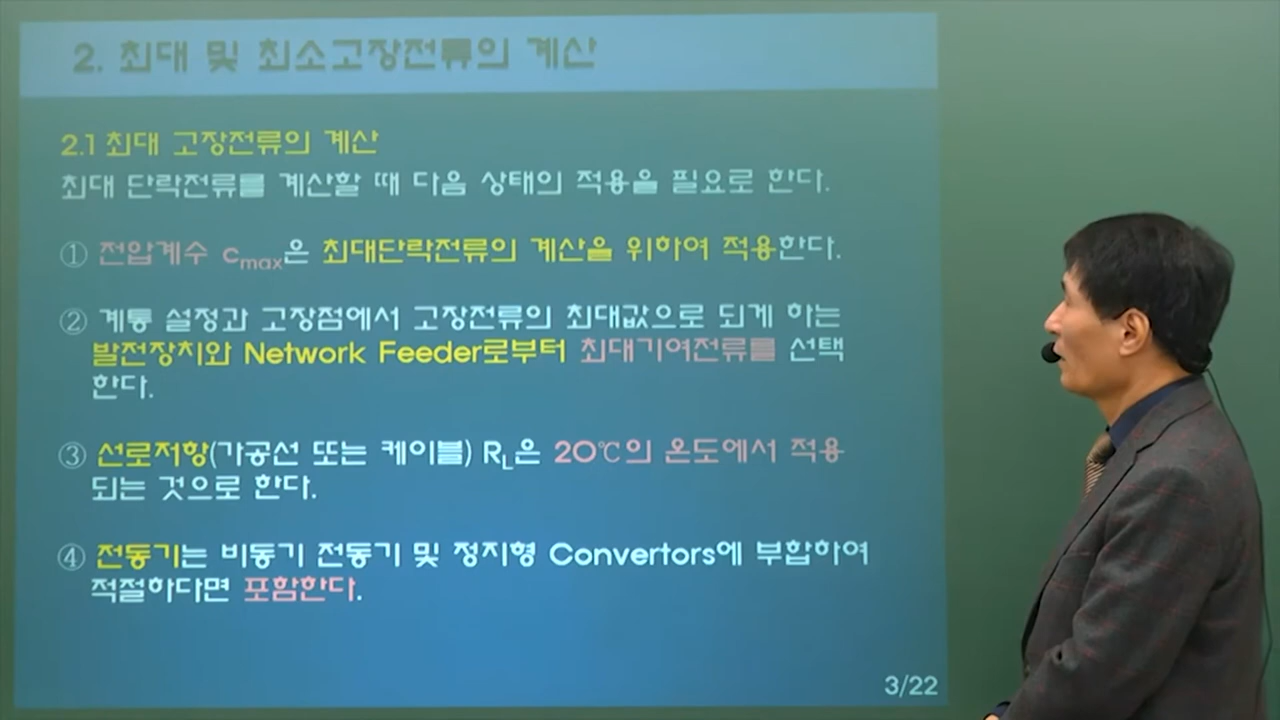 2. 최대 및 최소고장전류의 계산
2.1 최대 고장전류의 계산
최대 단락전류를 계산할 때 다음 상태의 적용을 필요로 한다.
① 전압계수 cmax은 최대단락전류의 계산을 위하여 적용한다.
② 계통 설정과 고장점에서 고장전류의 최대값으로 되게 하는
발전장치와 Network Feeder로부터 최대기여전류를 선택
한다.
③ 선로저항(가공선 또는 케이블) RL은 20℃의 온도에서 적용
되는 것으로 한다.
④ 전동기는 비동기 전동기 및 정지형 Convertors에 부합하여
적절하다면 포함한다.
3/22